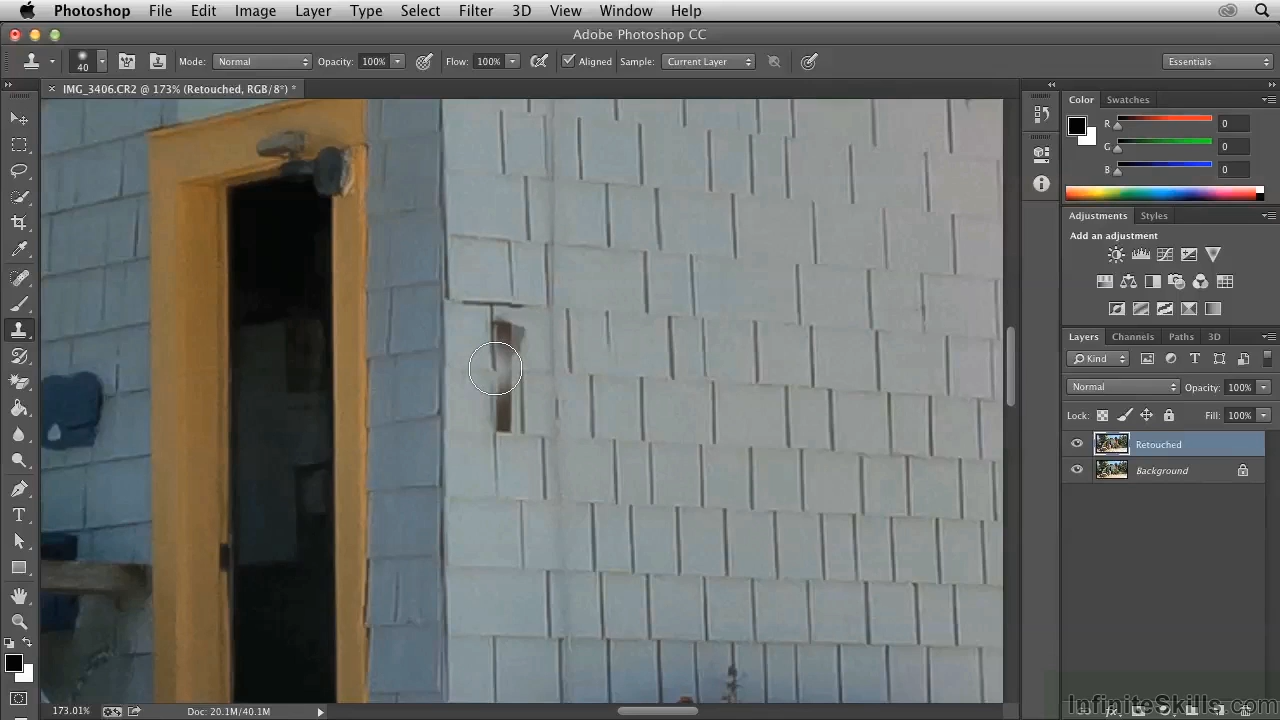 Photoshop File Edit Image Layer Type Select Filter 3D View Window Help
Adobe Photoshop CC
40 Mode: Normal Opacity: 100% Flow: 100% Aligned Sample: Current Layer Essentials
× IMG_3406.CR2 @ 173% (Retouched, RGB/8*) *
Color Swatches
R 0
G 0
B 0
Adjustments Styles
Add an adjustment
Layers Channels Paths 3D
Kind
Normal Opacity: 100%
Lock: Fill: 100%
Retouched
Background
173.01% Doc: 20.1M/40.1M
InfiniteSkills.com